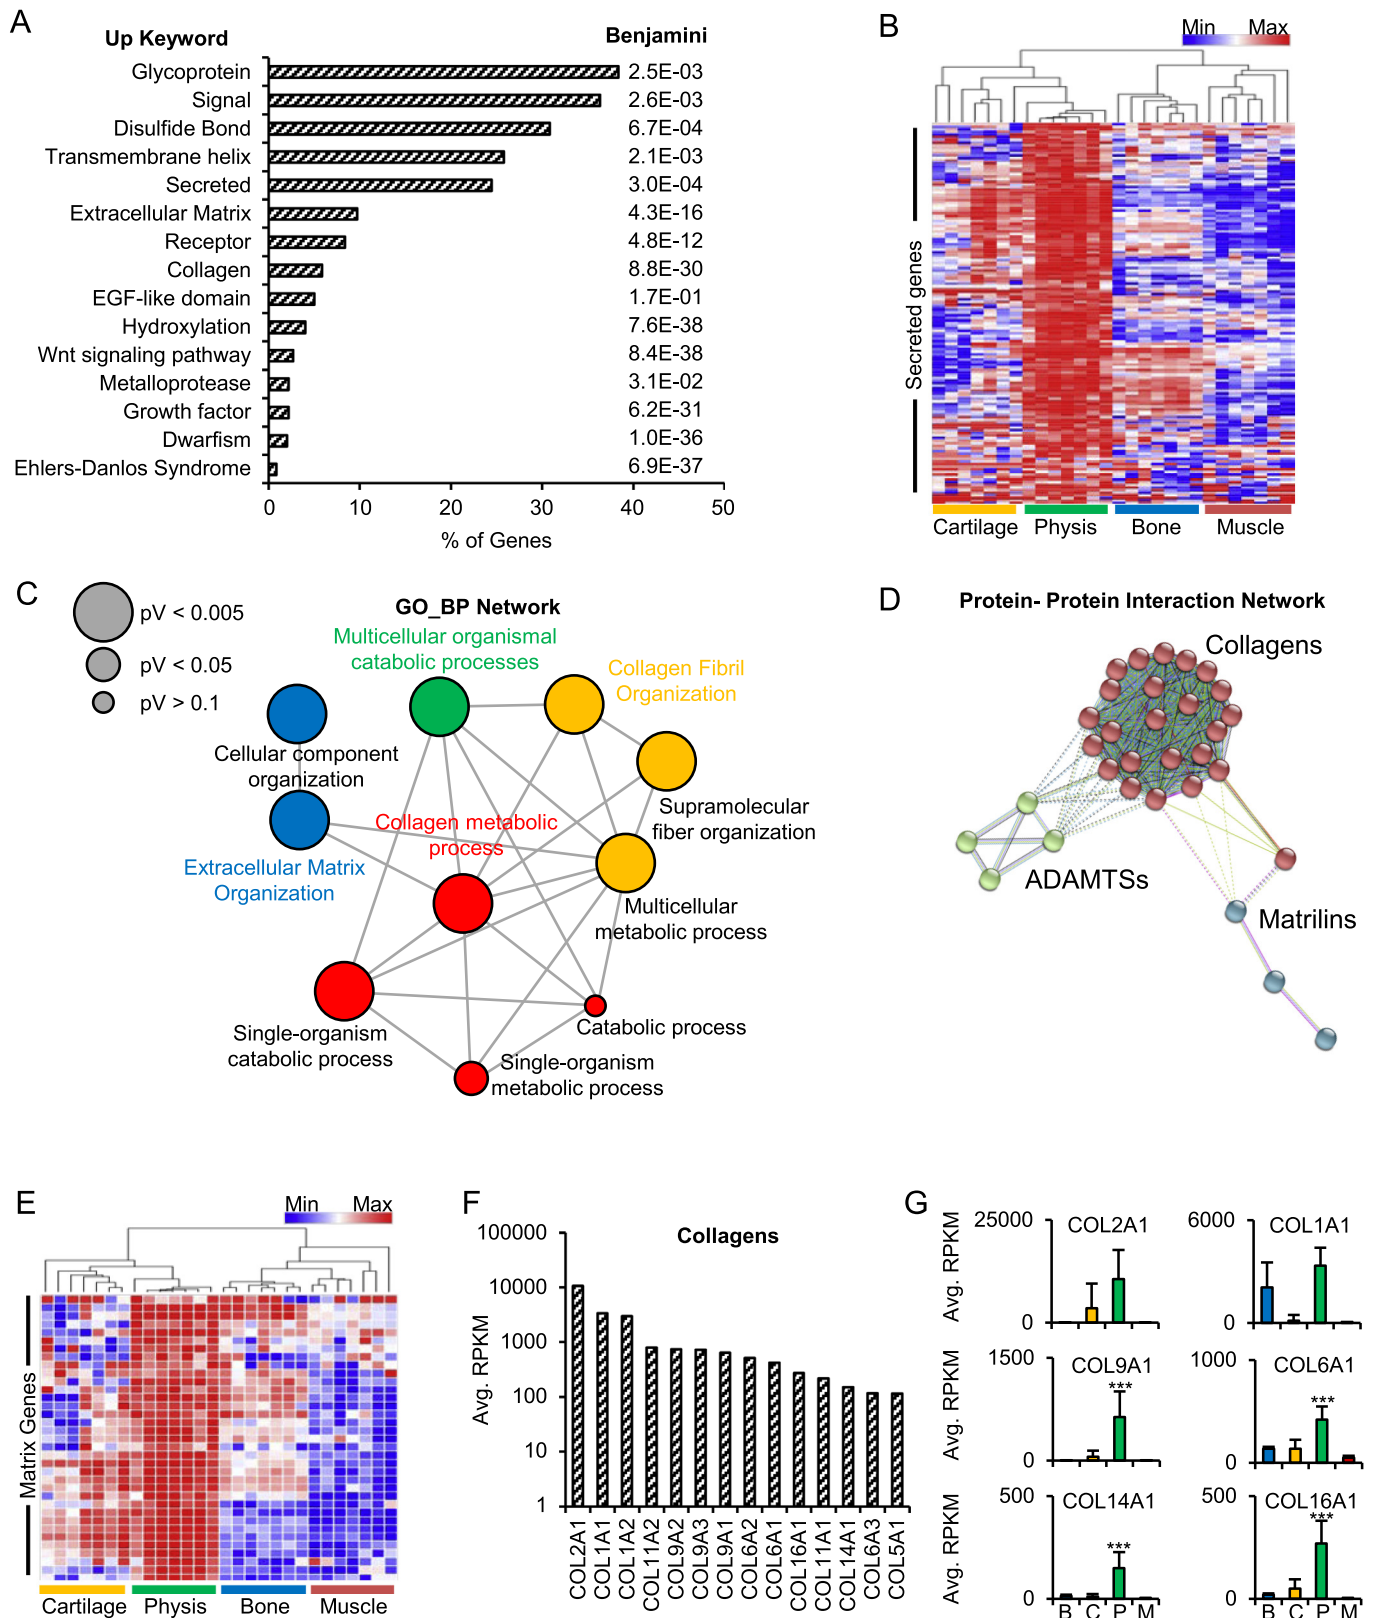 A
Up Keyword
Benjamini
Glycoprotein 2.5E-03
Signal 2.6E-03
Disulfide Bond 6.7E-04
Transmembrane helix 2.1E-03
Secreted 3.0E-04
Extracellular Matrix 4.3E-16
Receptor 4.8E-12
Collagen 8.8E-30
EGF-like domain 1.7E-01
Hydroxylation 7.6E-38
Wnt signaling pathway 8.4E-38
Metalloprotease 3.1E-02
Growth factor 6.2E-31
Dwarfism 1.0E-36
Ehlers-Danlos Syndrome 6.9E-37
0 10 20 30 40 50
% of Genes
B
Min Max
Secreted genes
Cartilage Physis Bone Muscle
C
pV < 0.005
pV < 0.05
pV > 0.1
GO_BP Network
Multicellular organismal
catabolic processes
Collagen Fibril
Organization
Cellular component
organization
Supramolecular
fiber organization
Collagen metabolic
process
Extracellular Matrix
Organization
Multicellular
metabolic process
Single-organism
catabolic process
Catabolic process
Single-organism
metabolic process
D
Protein- Protein Interaction Network
Collagens
ADAMTSs
Matrilins
E
Min Max
Matrix Genes
Cartilage Physis Bone Muscle
F
Collagens
Avg. RPKM
100000
10000
1000
100
10
1
COL2A1
COL1A1
COL1A2
COL11A2
COL9A2
COL9A3
COL9A1
COL6A2
COL6A1
COL16A1
COL11A1
COL14A1
COL6A3
COL5A1
G
Avg. RPKM
25000
0
COL2A1
6000
0
COL1A1
Avg. RPKM
1500
0
COL9A1
***
1000
0
COL6A1
***
Avg. RPKM
500
0
COL14A1
***
B C P M
500
0
COL16A1
***
B C P M